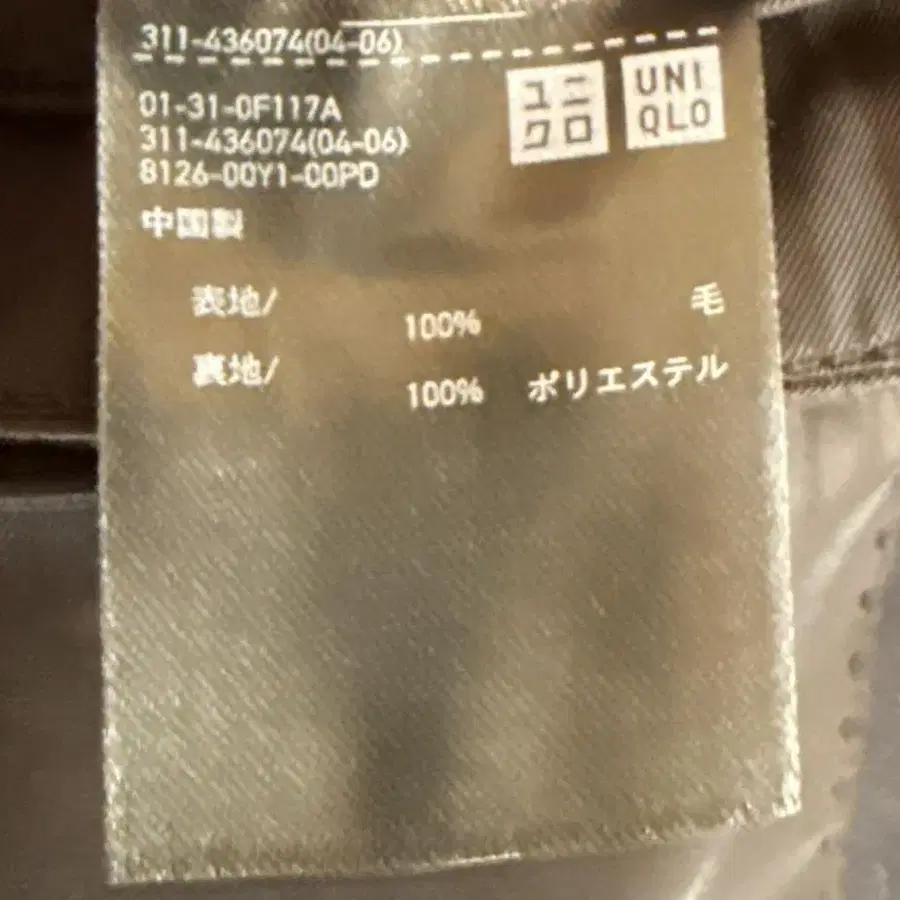 311-436074(04-06)
ユニ
クロ
UNI
QLO
01-31-0F117A
311-436074(04-06)
8126-00Y1-00PD
中国製
表地/
100% 毛
裏地/
100% ポリエステル